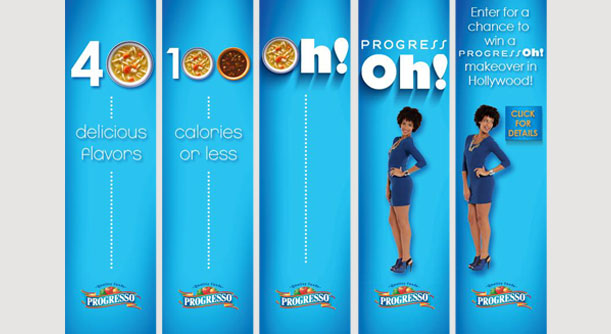 40
delicious
flavors
PROGRESSO
100
calories
or less
PROGRESSO
Oh!
PROGRESSO
PROGRESS
Oh!
PROGRESSO
Enter for a
chance to
win a
PROGRESSOh!
makeover in
Hollywood!
CLICK
FOR
DETAILS
PROGRESSO